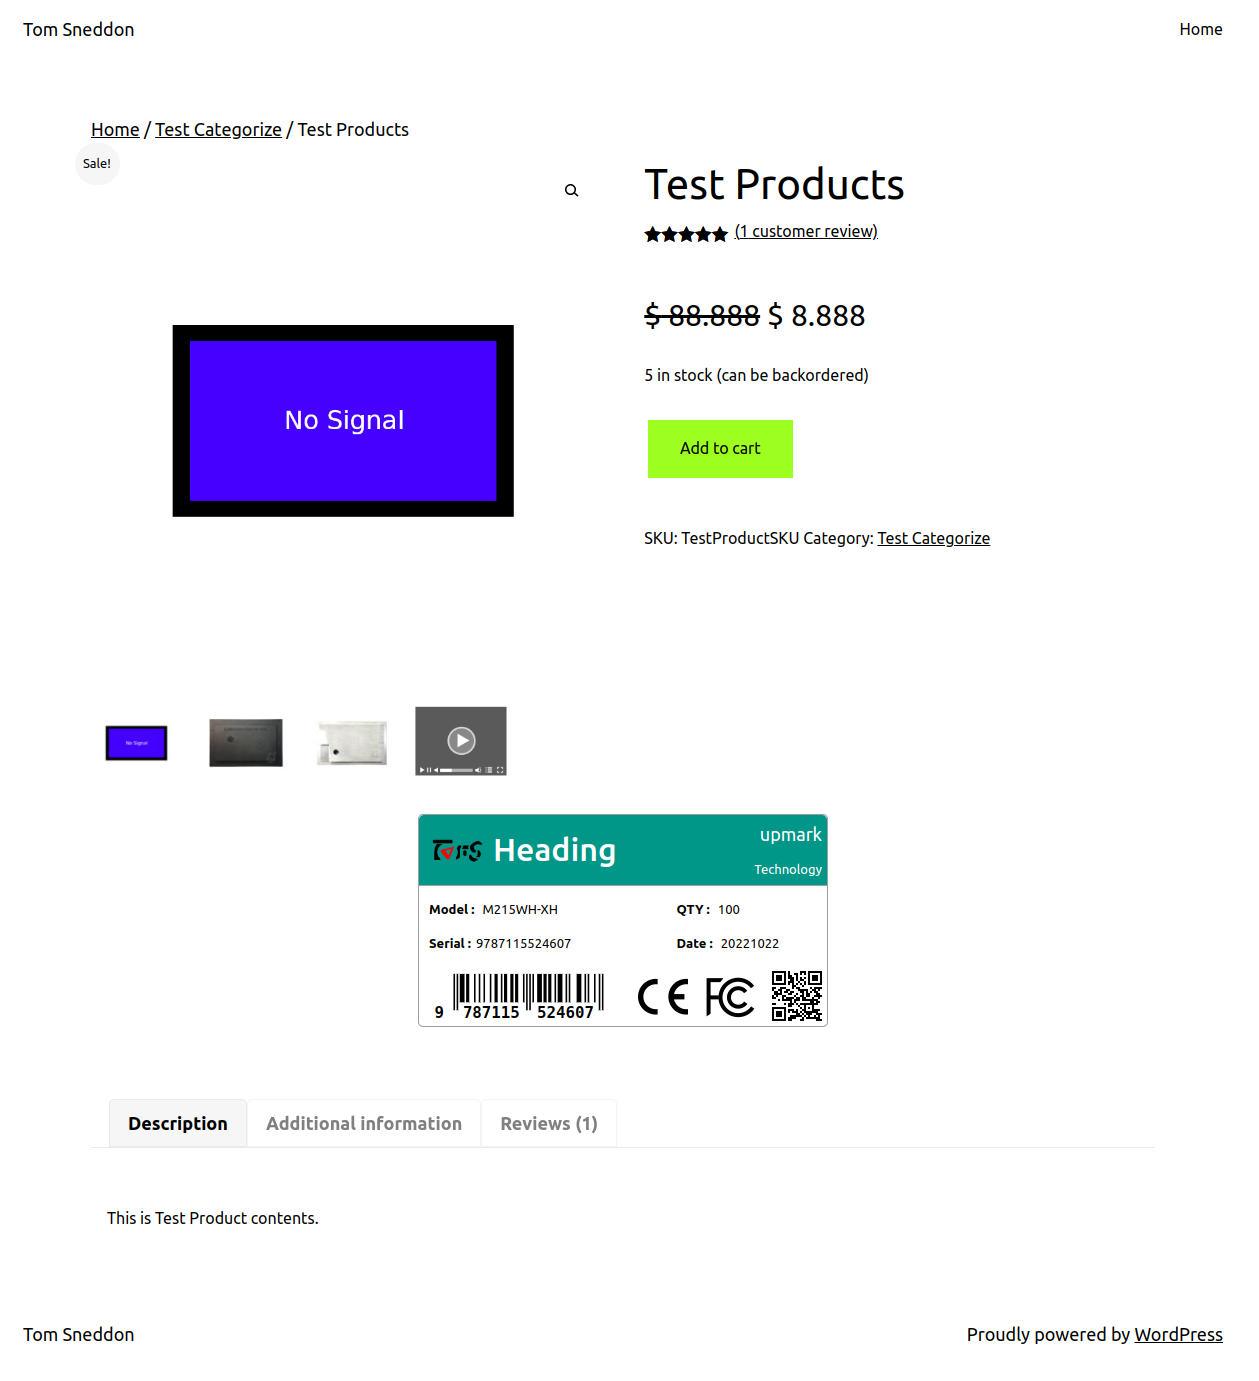 Tom Sneddon
Home
Home / Test Categorize / Test Products
Sale!
No Signal
Test Products
(1 customer review)
$ 88.888 $ 8.888
5 in stock (can be backordered)
Add to cart
SKU: TestProductSKU Category: Test Categorize
No Signal
Heading
upmark
Technology
Model : M215WH-XH
QTY : 100
Serial : 9787115524607
Date : 20221022
9 787115 524607
CE FC
Description
Additional information
Reviews (1)
This is Test Product contents.
Tom Sneddon
Proudly powered by WordPress